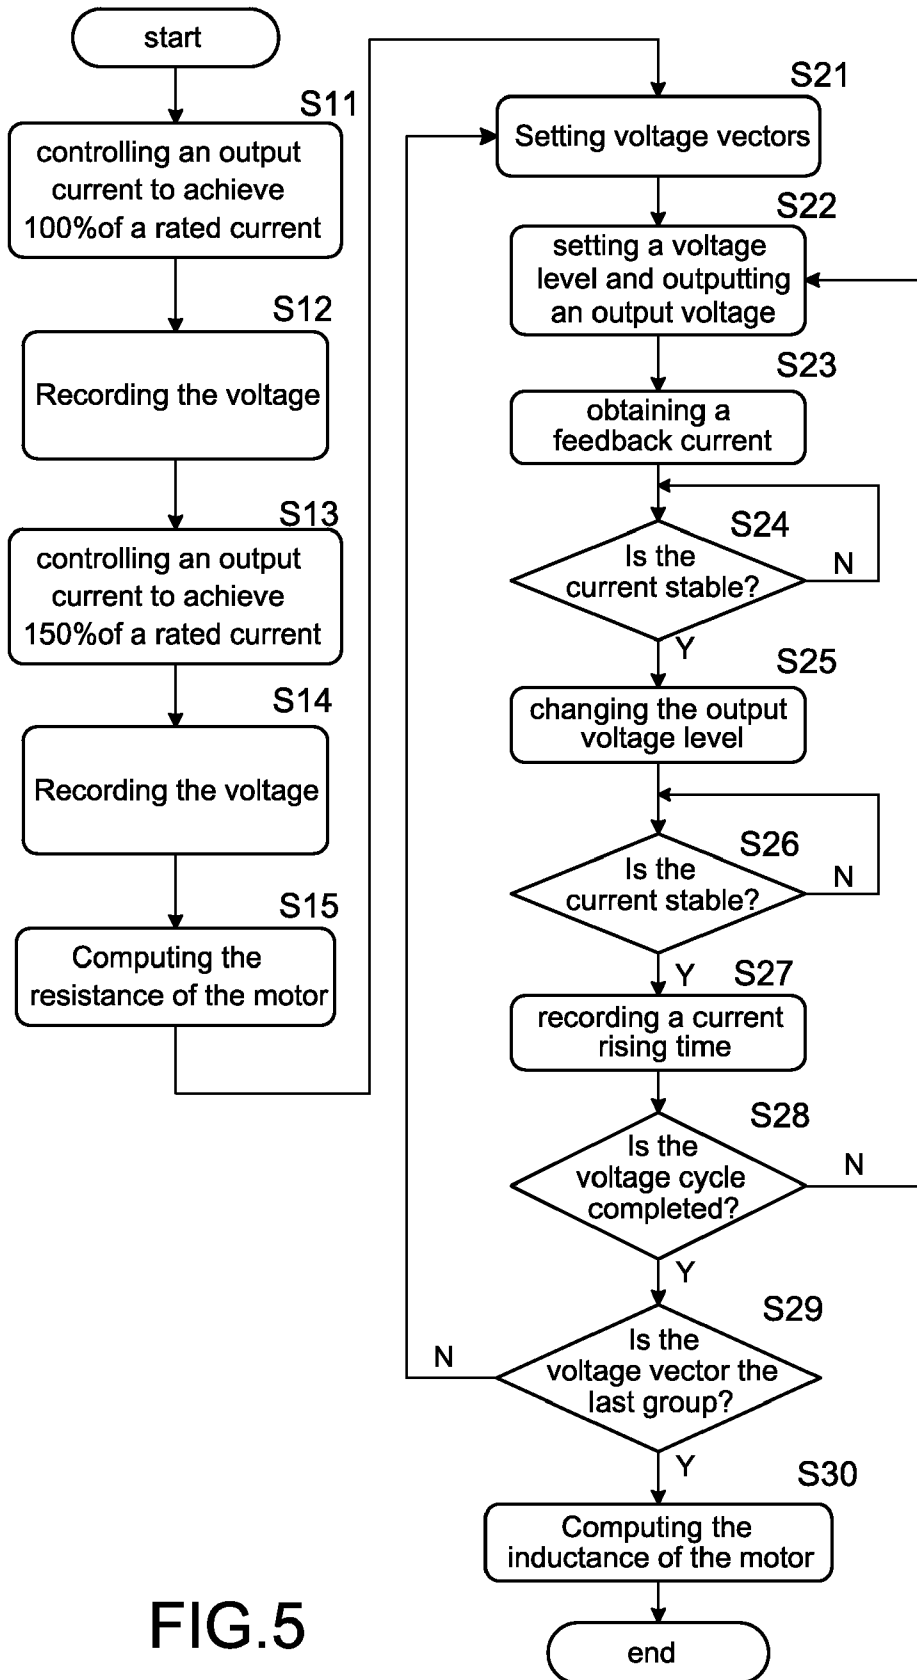 start
S11
controlling an output
current to achieve
100%of a rated current
S12
Recording the voltage
S13
controlling an output
current to achieve
150%of a rated current
S14
Recording the voltage
S15
Computing the
resistance of the motor
S21
Setting voltage vectors
S22
setting a voltage
level and outputting
an output voltage
S23
obtaining a
feedback current
S24
Is the
current stable?
N
Y
S25
changing the output
voltage level
S26
Is the
current stable?
N
Y
S27
recording a current
rising time
S28
Is the
voltage cycle
completed?
N
Y
S29
Is the
voltage vector the
last group?
N
Y
S30
Computing the
inductance of the motor
end
FIG.5